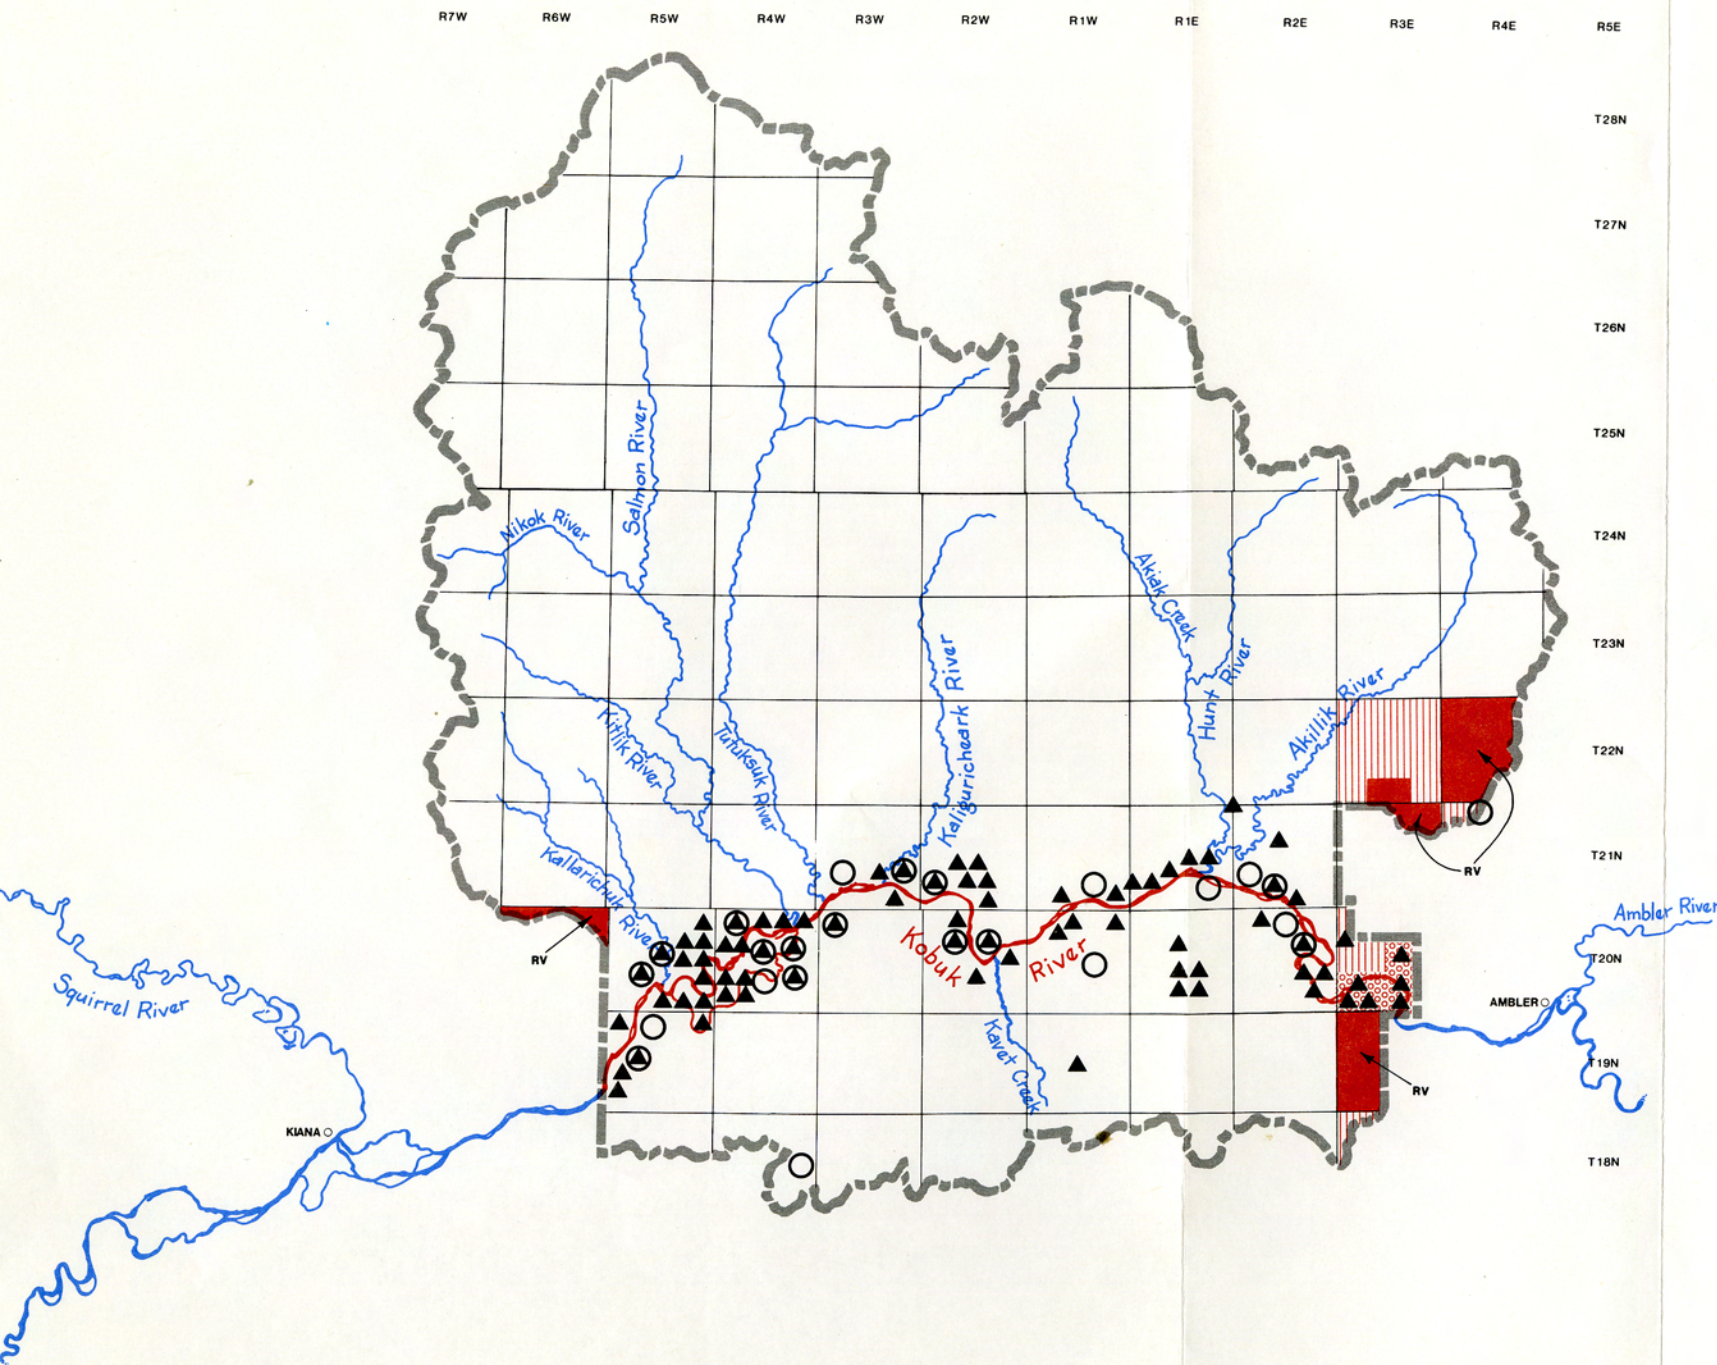 R7W R6W R5W R4W R3W R2W R1W R1E R2E R3E R4E R5E
T28N
T27N
T26N
T25N
T24N
T23N
T22N
T21N
T20N
T19N
T18N
Salmon River
Nikok River
Akiak Creek
Kitlik River
Tutuksuk River
Kaliguricheark River
Hunt River
Akillik River
Kallarichuk River
RV
RV
RV
Kobuk River
Kavet Creek
Ambler River
AMBLER
Squirrel River
KIANA